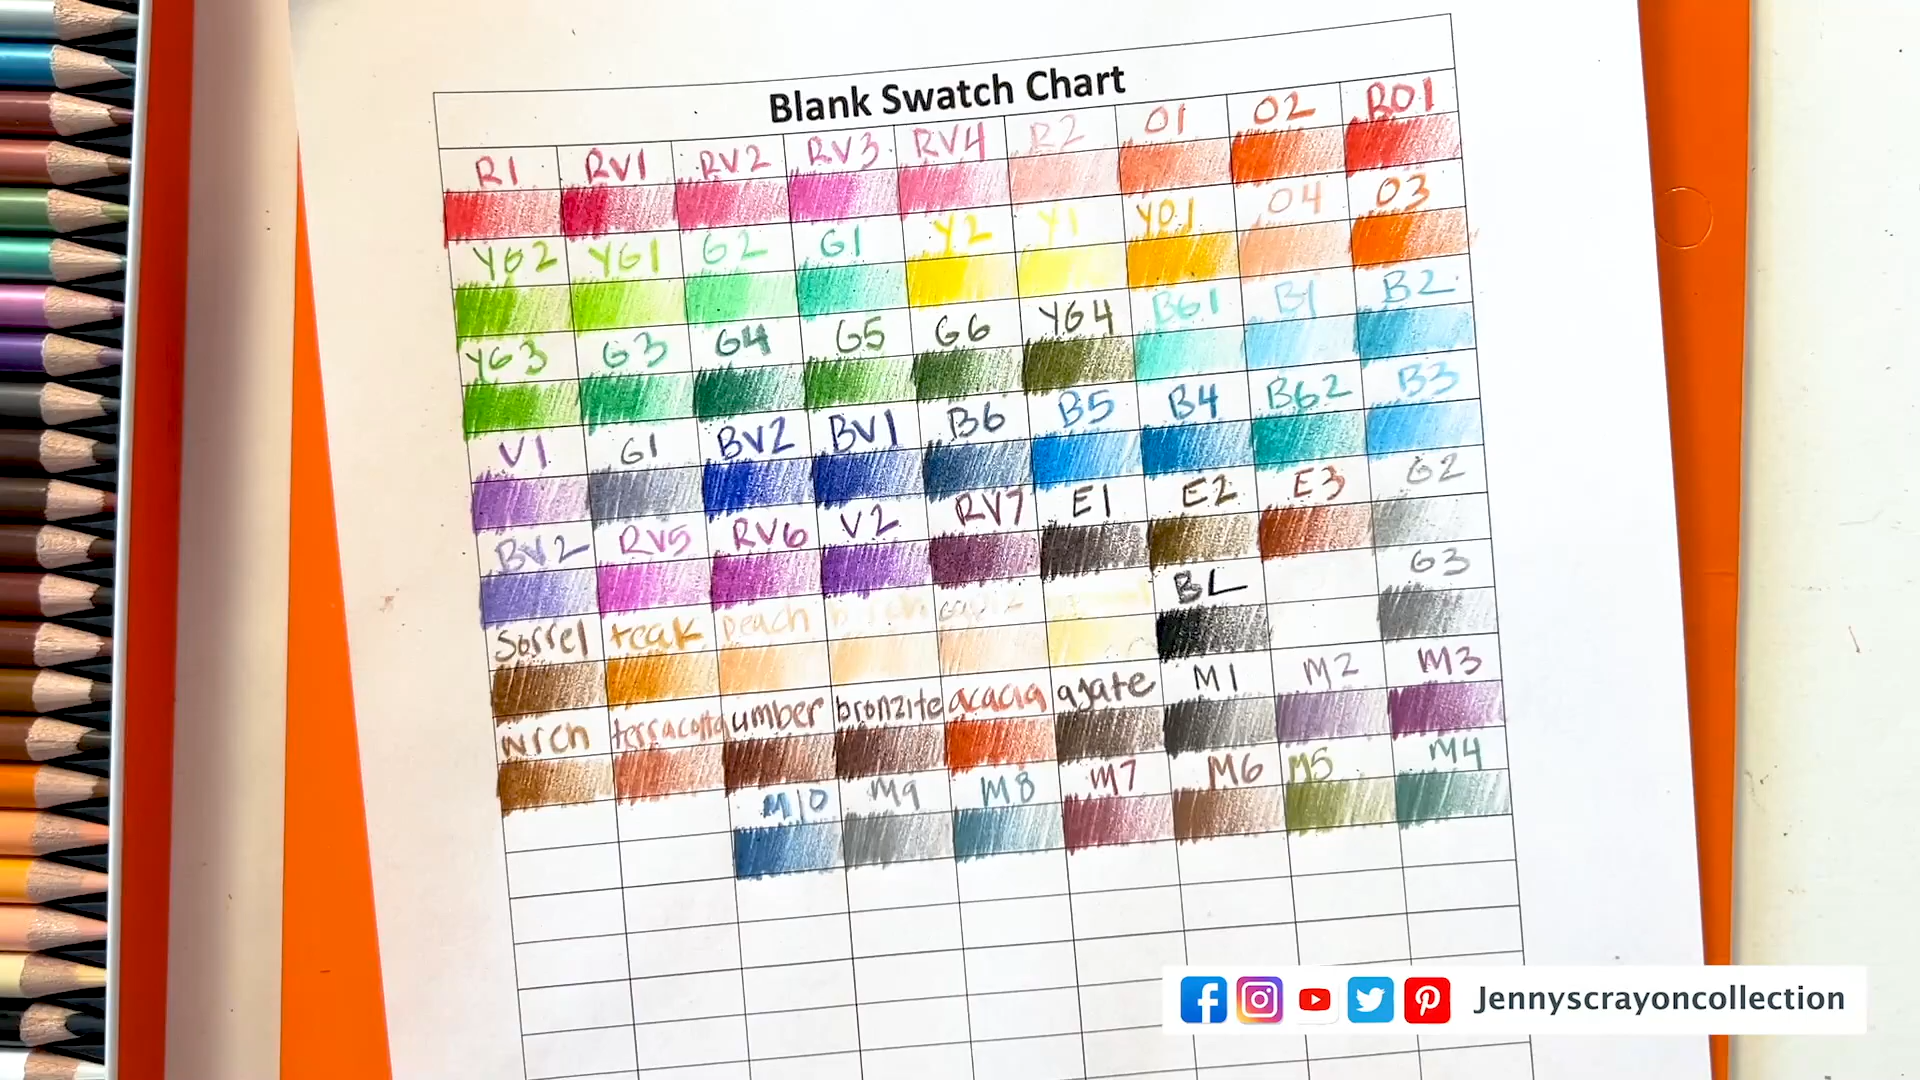 Blank Swatch Chart
R1 RV1 RV2 RV3 RV4 R2 O1 O2 RO1
YG2 YG1 G2 G1 Y2 Y1 YO1 O4 O3
YG3 G3 G4 G5 G6 YG4 BG1 B1 B2
V1 G1 BV2 BV1 B6 B5 B4 BG2 B3
BV2 RV5 RV6 V2 RV7 E1 E2 E3 G2
Sorrel teak peach birch BL G3
wrch terracotta umber bronzite acacia agate M1 M2 M3
M10 M9 M8 M7 M6 M5 M4
Jennyscrayoncollection